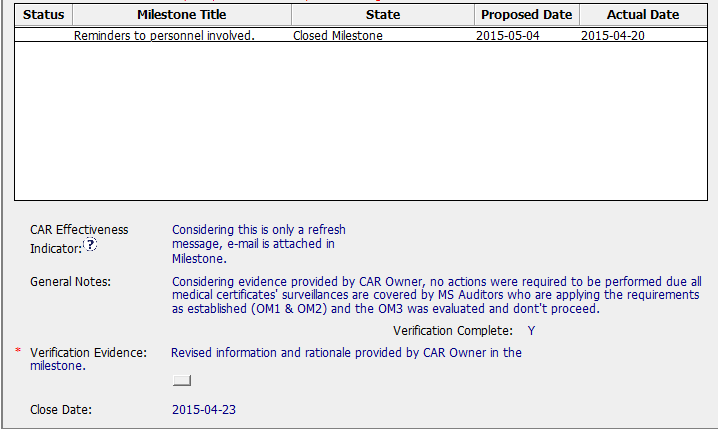 Status Milestone Title State Proposed Date Actual Date
Reminders to personnel involved. Closed Milestone 2015-05-04 2015-04-20
CAR Effectiveness Indicator: ? Considering this is only a refresh
message, e-mail is attached in
Milestone.
General Notes: Considering evidence provided by CAR Owner, no actions were required to be performed due all
medical certificates' surveillances are covered by MS Auditors who are applying the requirements
as established (OM1 & OM2) and the OM3 was evaluated and dont't proceed.
Verification Complete: Y
* Verification Evidence: Revised information and rationale provided by CAR Owner in the
milestone.
Close Date: 2015-04-23